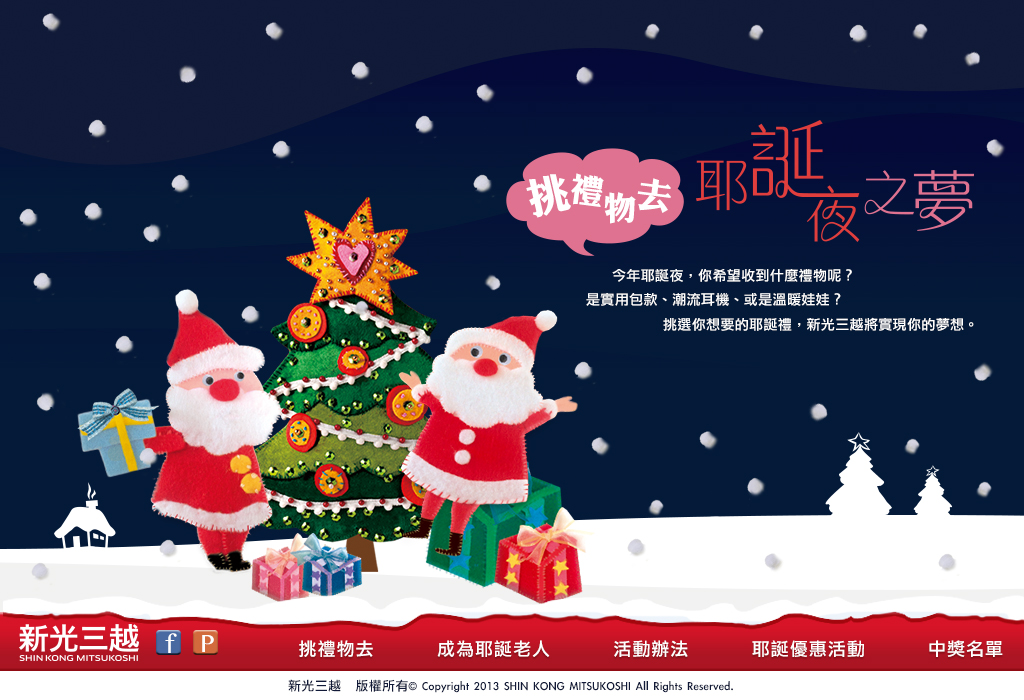 耶誕夜之夢
挑禮物去
今年耶誕夜，你希望收到什麼禮物呢？
是實用包款、潮流耳機、或是溫暖娃娃？
挑選你想要的耶誕禮，新光三越將實現你的夢想。
新光三越
SHIN KONG MITSUKOSHI
f P
挑禮物去 成為耶誕老人 活動辦法 耶誕優惠活動 中獎名單
新光三越 版權所有© Copyright 2013 SHIN KONG MITSUKOSHI All Rights Reserved.